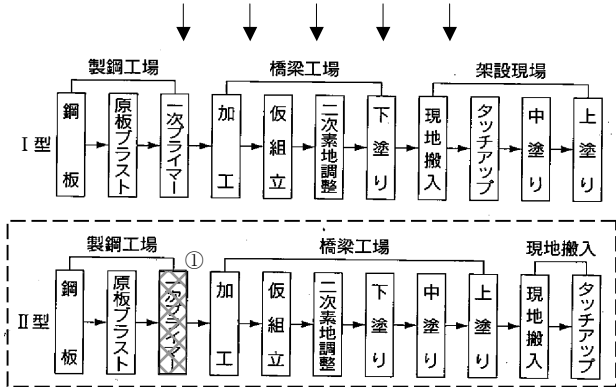 製鋼工場 橋梁工場 架設現場
Ⅰ型 鋼板 原板ブラスト 一次プライマー 加工 仮組立 二次素地調整 下塗り 現地搬入 タッチアップ 中塗り 上塗り
製鋼工場 ① 橋梁工場 現地搬入
Ⅱ型 鋼板 原板ブラスト 一次プライマー 加工 仮組立 二次素地調整 下塗り 中塗り 上塗り 現地搬入 タッチアップ